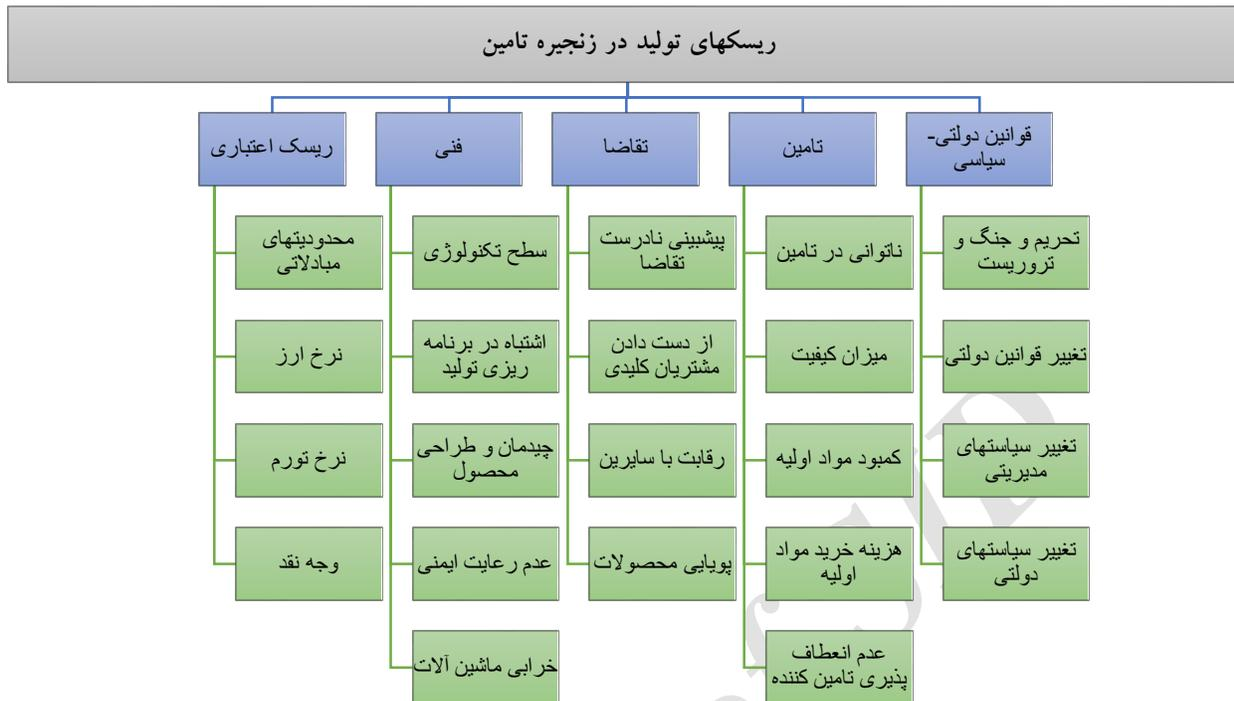 ریسکهای تولید در زنجیره تامین
قوانین دولتی-
سیاسی
تحریم و جنگ و
تروریست
تغییر قوانین دولتی
تغییر سیاستهای
مدیریتی
تغییر سیاستهای
دولتی
تامین
ناتوانی در تامین
میزان کیفیت
کمبود مواد اولیه
هزینه خرید مواد
اولیه
عدم انعطاف
پذیری تامین کننده
تقاضا
پیشبینی نادرست
تقاضا
از دست دادن
مشتریان کلیدی
رقابت با سایرین
پویایی محصولات
فنی
سطح تکنولوژی
اشتباه در برنامه
ریزی تولید
چیدمان و طراحی
محصول
عدم رعایت ایمنی
خرابی ماشین آلات
ریسک اعتباری
محدودیتهای
مبادلاتی
نرخ ارز
نرخ تورم
وجه نقد
of SID